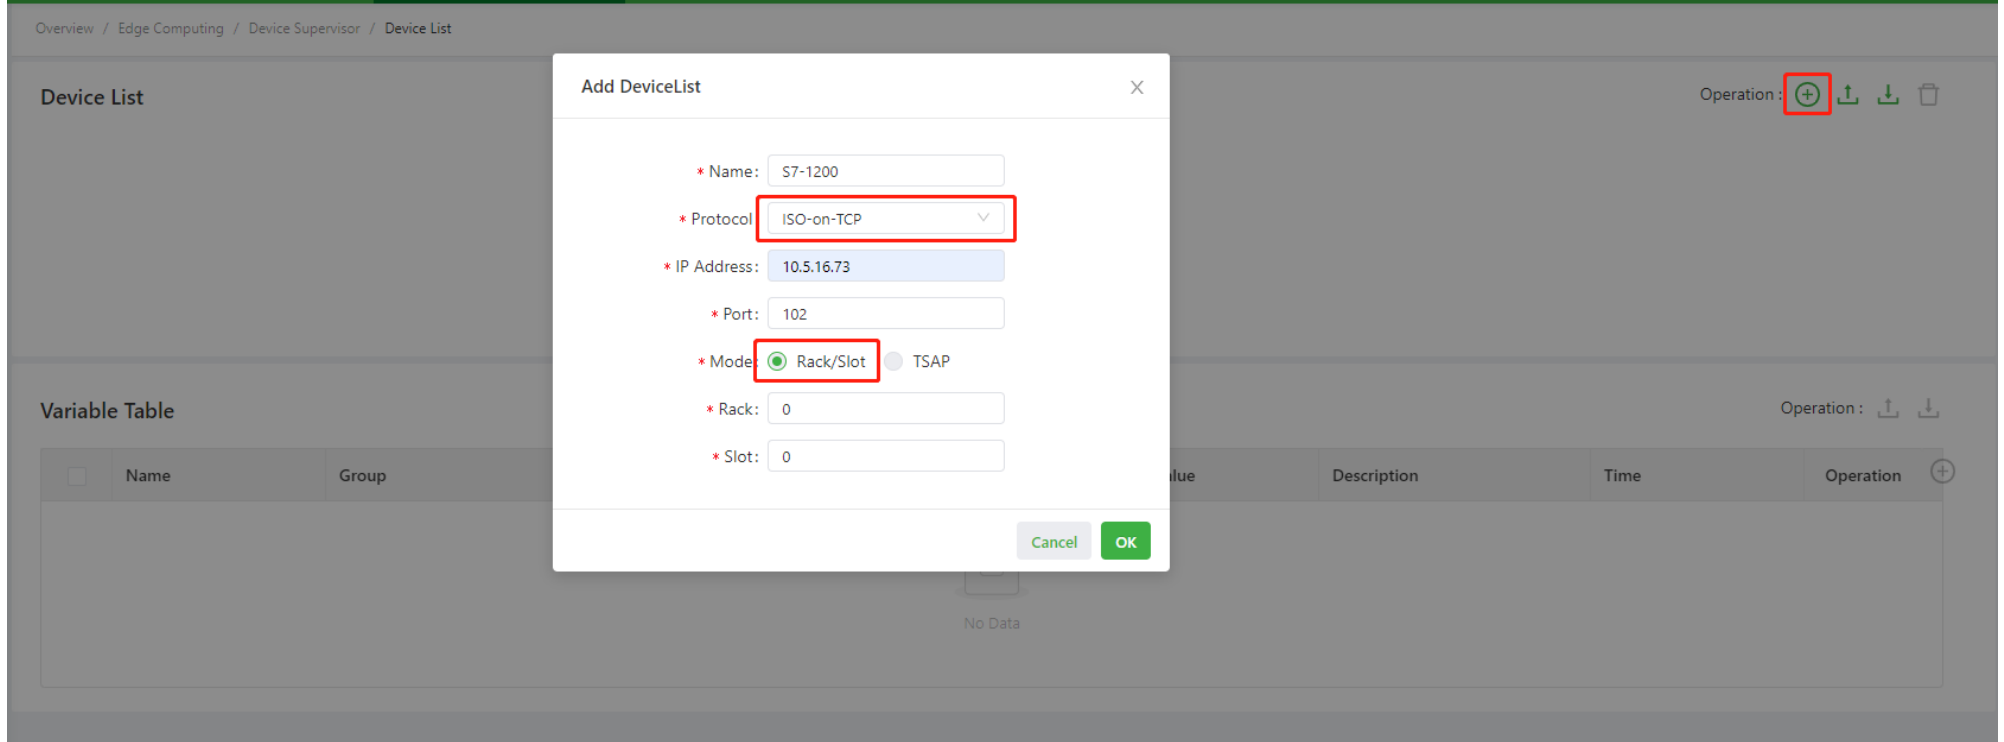 Overview / Edge Computing / Device Supervisor / Device List
Device List
Operation :
Add DeviceList
* Name: S7-1200
* Protocol ISO-on-TCP
* IP Address: 10.5.16.73
* Port: 102
* Mode: Rack/Slot TSAP
* Rack: 0
* Slot: 0
Cancel OK
Variable Table
Operation :
Name Group Description Time Operation
No Data